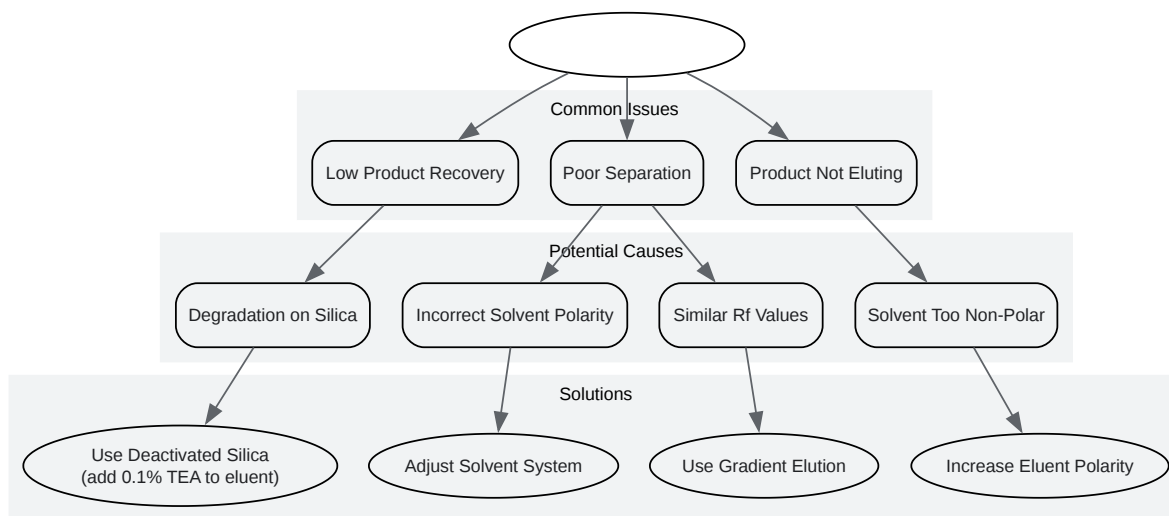 Common Issues
Low Product Recovery
Poor Separation
Product Not Eluting
Potential Causes
Degradation on Silica
Incorrect Solvent Polarity
Similar Rf Values
Solvent Too Non-Polar
Solutions
Use Deactivated Silica
(add 0.1% TEA to eluent)
Adjust Solvent System
Use Gradient Elution
Increase Eluent Polarity